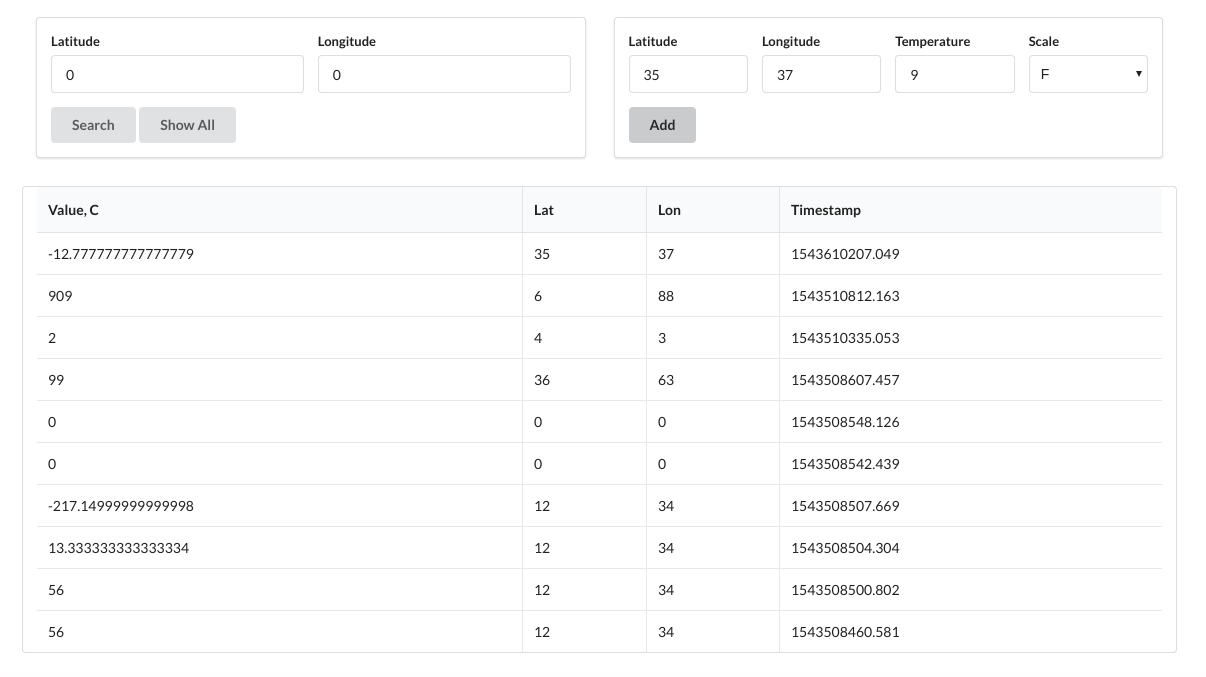 Latitude Longitude
0 0
Search Show All
Latitude Longitude Temperature Scale
35 37 9 F
Add
Value, C Lat Lon Timestamp
-12.777777777777779 35 37 1543610207.049
909 6 88 1543510812.163
2 4 3 1543510335.053
99 36 63 1543508607.457
0 0 0 1543508548.126
0 0 0 1543508542.439
-217.14999999999998 12 34 1543508507.669
13.333333333333334 12 34 1543508504.304
56 12 34 1543508500.802
56 12 34 1543508460.581